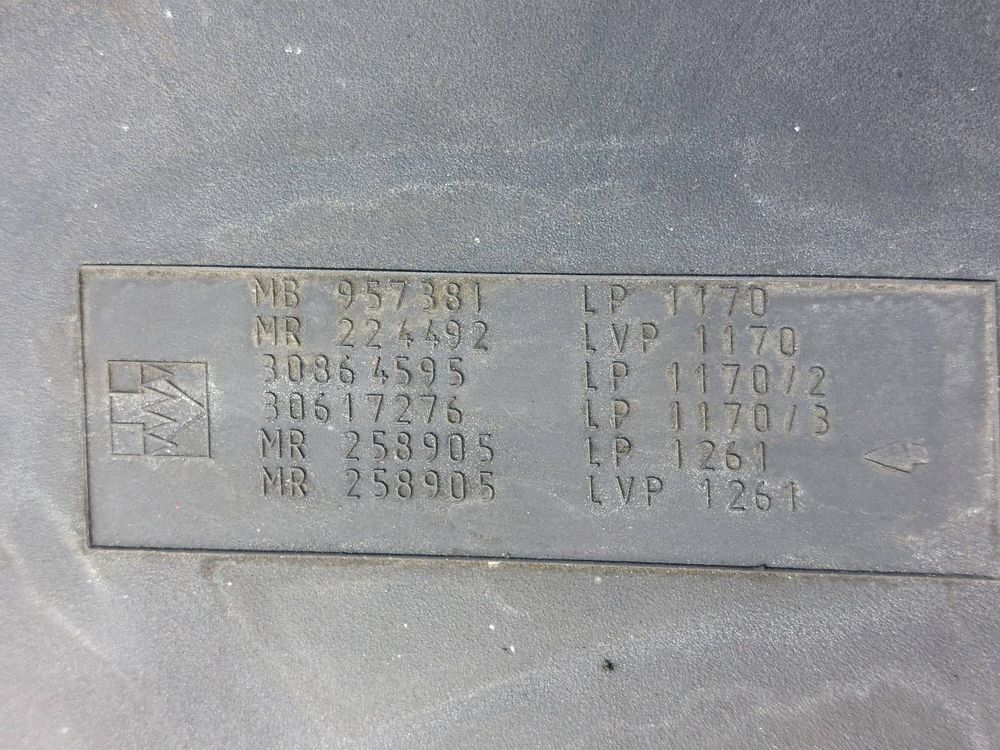 MB 957381 LP 1170
MR 224492 LVP 1170
30864595 LP 1170/2
30617276 LP 1170/3
MR 258905 LP 1261
MR 258905 LVP 1261